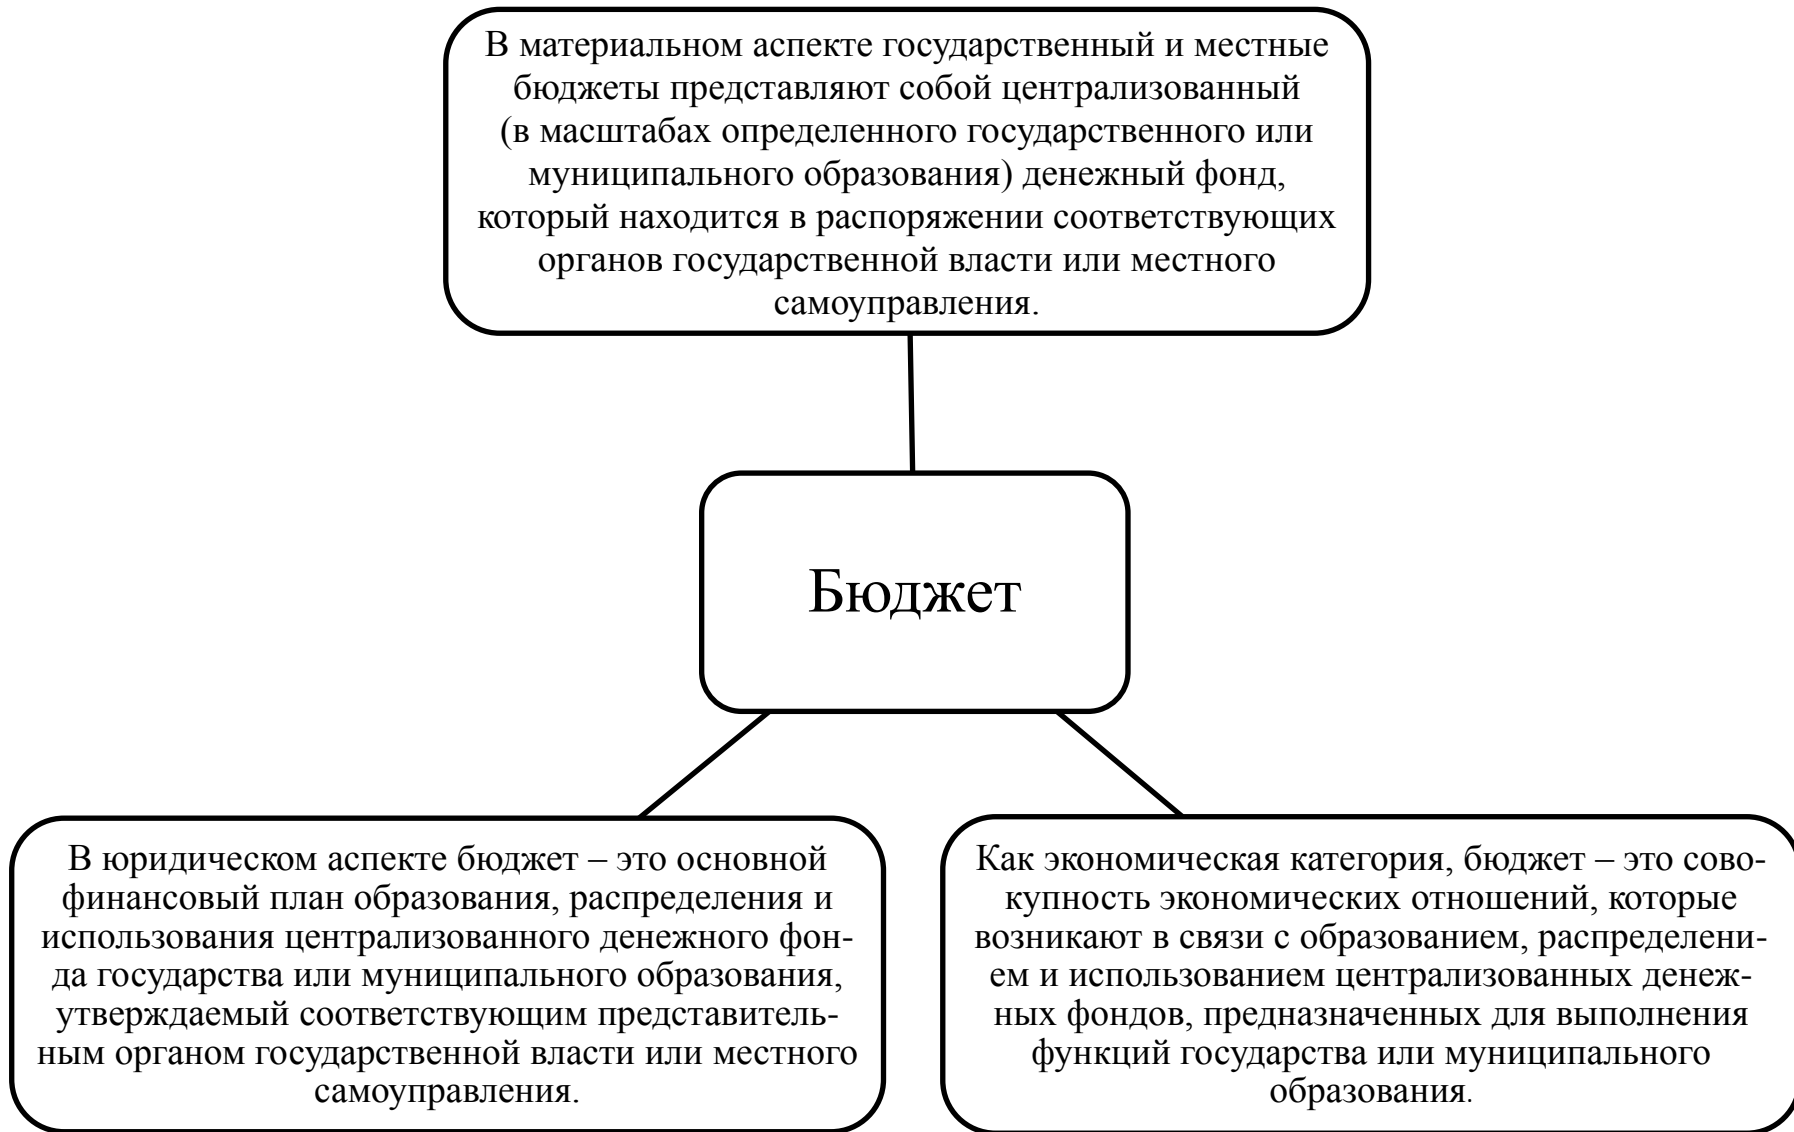 В материальном аспекте государственный и местные
бюджеты представляют собой централизованный
(в масштабах определенного государственного или
муниципального образования) денежный фонд,
который находится в распоряжении соответствующих
органов государственной власти или местного
самоуправления.
Бюджет
В юридическом аспекте бюджет – это основной
финансовый план образования, распределения и
использования централизованного денежного фон-
да государства или муниципального образования,
утверждаемый соответствующим представитель-
ным органом государственной власти или местного
самоуправления.
Как экономическая категория, бюджет – это сово-
купность экономических отношений, которые
возникают в связи с образованием, распределени-
ем и использованием централизованных денеж-
ных фондов, предназначенных для выполнения
функций государства или муниципального
образования.